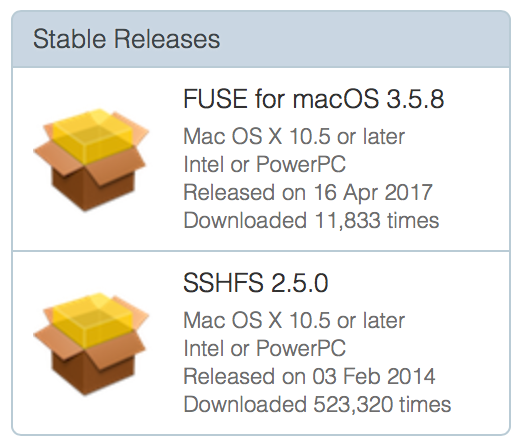 Stable Releases
FUSE for macOS 3.5.8
Mac OS X 10.5 or later
Intel or PowerPC
Released on 16 Apr 2017
Downloaded 11,833 times
SSHFS 2.5.0
Mac OS X 10.5 or later
Intel or PowerPC
Released on 03 Feb 2014
Downloaded 523,320 times